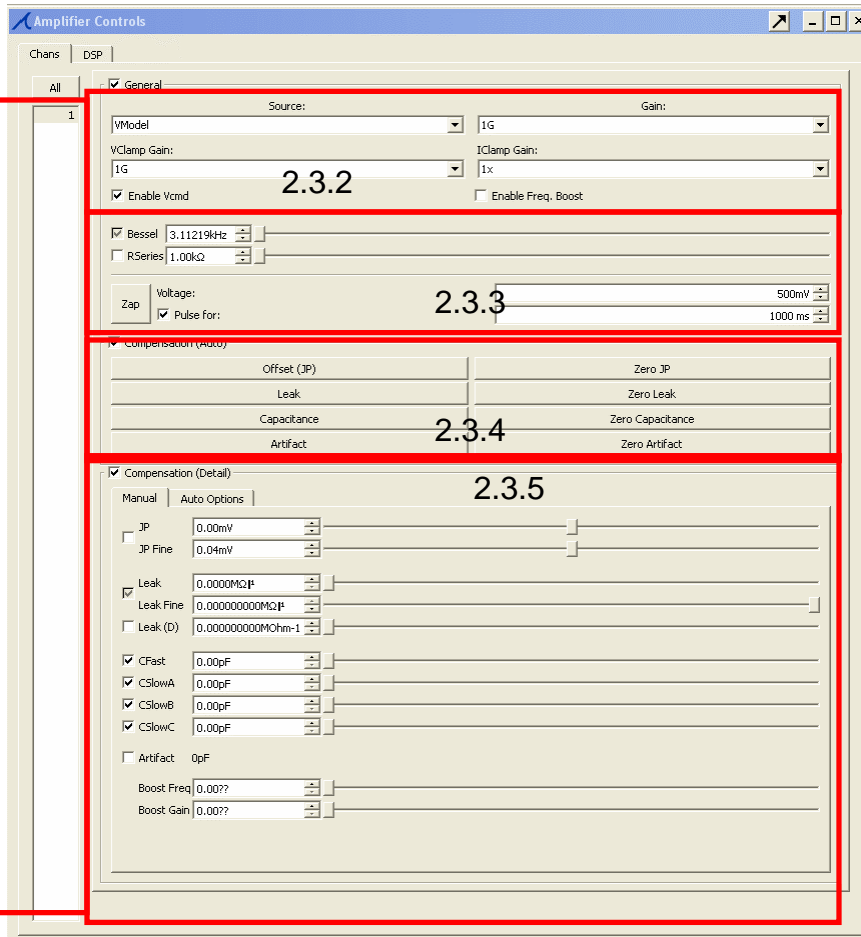 Amplifier Controls
Chans DSP
All
1
General
Source: Gain:
VModel 1G
VClamp Gain: IClamp Gain:
1G 1x
2.3.2
Enable Vcmd Enable Freq. Boost
Bessel 3.11219kHz
RSeries 1.00kΩ
Zap Voltage: 500mV
2.3.3
Pulse for: 1000 ms
Compensation (Auto)
Offset (JP) Zero JP
Leak Zero Leak
Capacitance Zero Capacitance
2.3.4
Artifact Zero Artifact
Compensation (Detail)
2.3.5
Manual Auto Options
JP 0.00mV
JP Fine 0.04mV
Leak 0.0000MΩ
Leak Fine 0.000000000MΩ
Leak (D) 0.000000000MOhm-1
CFast 0.00pF
CSlowA 0.00pF
CSlowB 0.00pF
CSlowC 0.00pF
Artifact 0pF
Boost Freq 0.00??
Boost Gain 0.00??